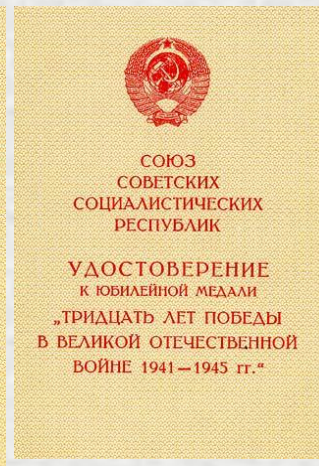 СОЮЗ
СОВЕТСКИХ
СОЦИАЛИСТИЧЕСКИХ
РЕСПУБЛИК
УДОСТОВЕРЕНИЕ
К ЮБИЛЕЙНОЙ МЕДАЛИ
„ТРИДЦАТЬ ЛЕТ ПОБЕДЫ
В ВЕЛИКОЙ ОТЕЧЕСТВЕННОЙ
ВОЙНЕ 1941—1945 гг.“